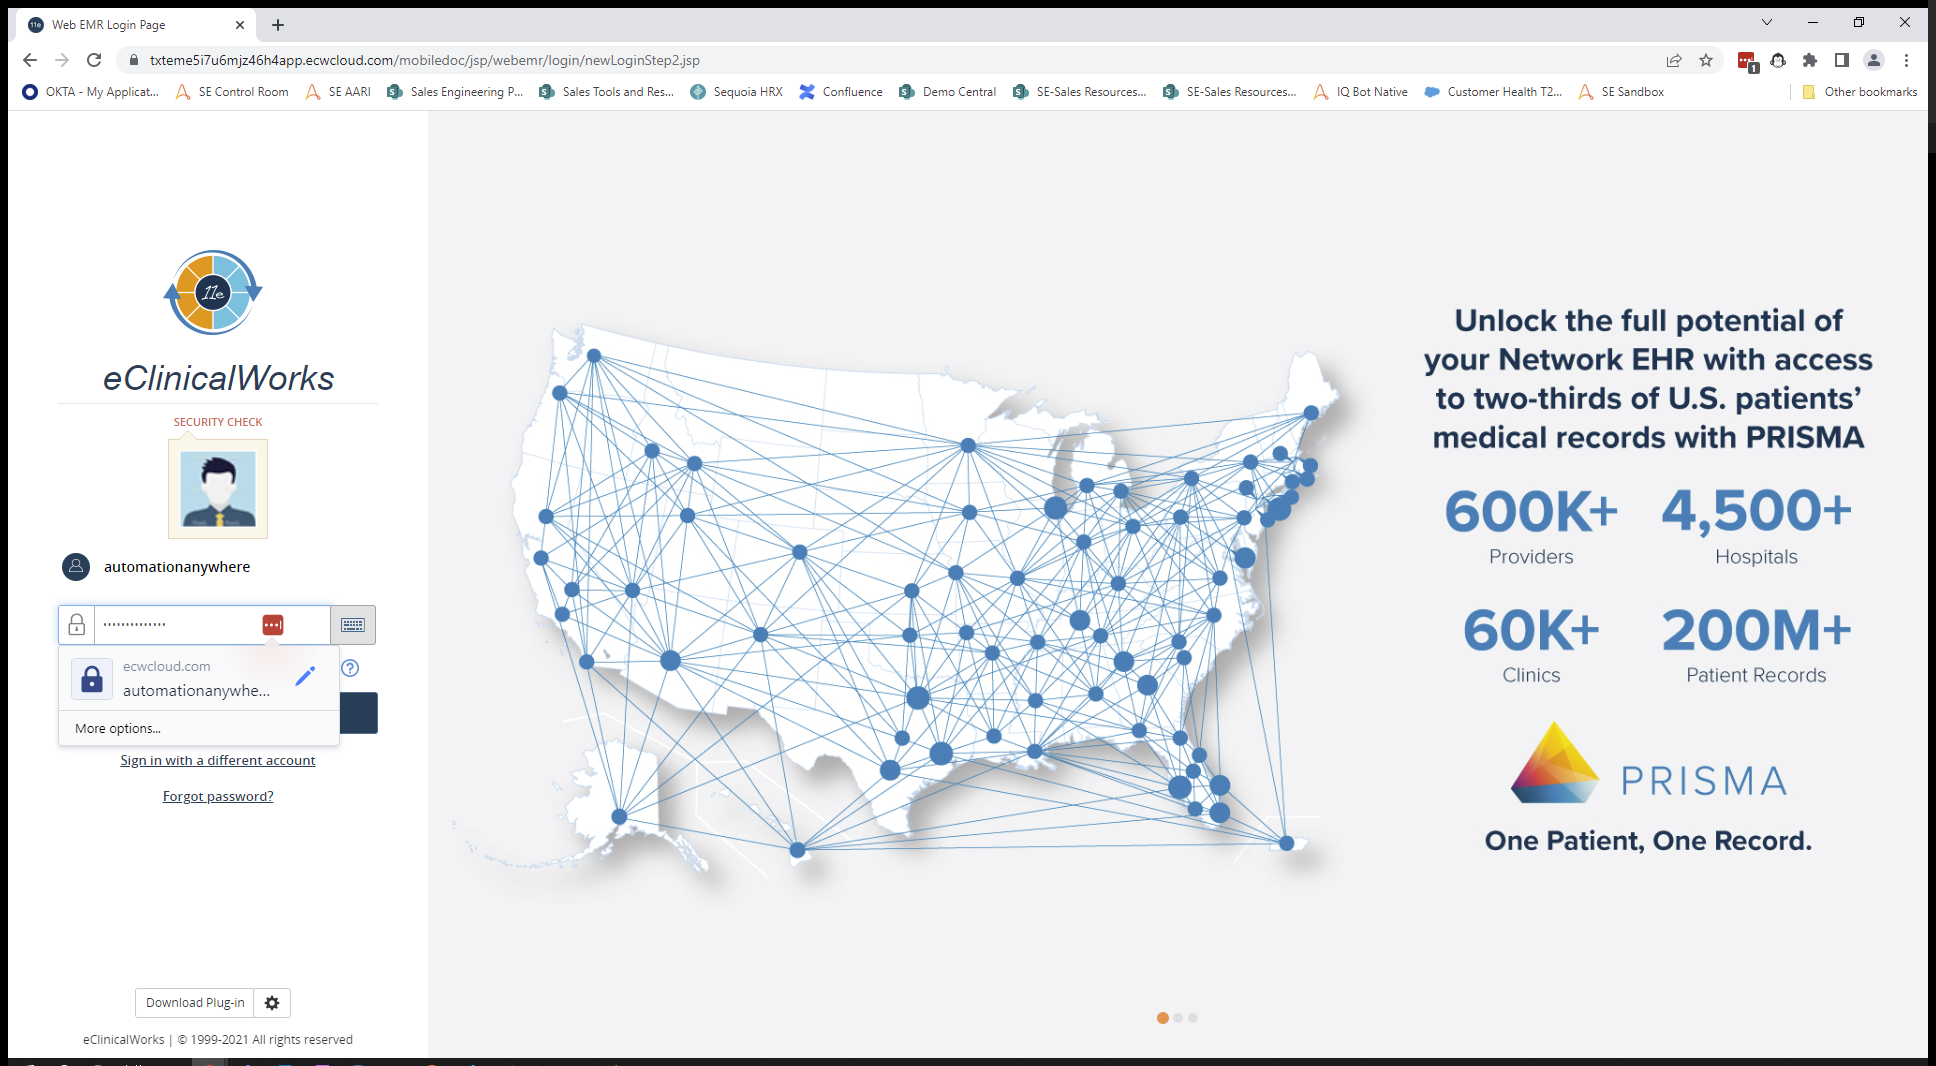 11e Web EMR Login Page
txteme5i7u6mjz46h4app.ecwcloud.com/mobiledoc/jsp/webemr/login/newLoginStep2.jsp
1
OKTA - My Applicat... SE Control Room SE AARI Sales Engineering P... Sales Tools and Res... Sequoia HRX Confluence Demo Central SE-Sales Resources... SE-Sales Resources... IQ Bot Native Customer Health T2... SE Sandbox Other bookmarks
11e
eClinicalWorks
SECURITY CHECK
automationanywhere
ecwcloud.com
automationanywhe...
More options...
Sign in with a different account
Forgot password?
Download Plug-in
eClinicalWorks | © 1999-2021 All rights reserved
Unlock the full potential of
your Network EHR with access
to two-thirds of U.S. patients’
medical records with PRISMA
600K+ 4,500+
Providers Hospitals
60K+ 200M+
Clinics Patient Records
PRISMA
One Patient, One Record.